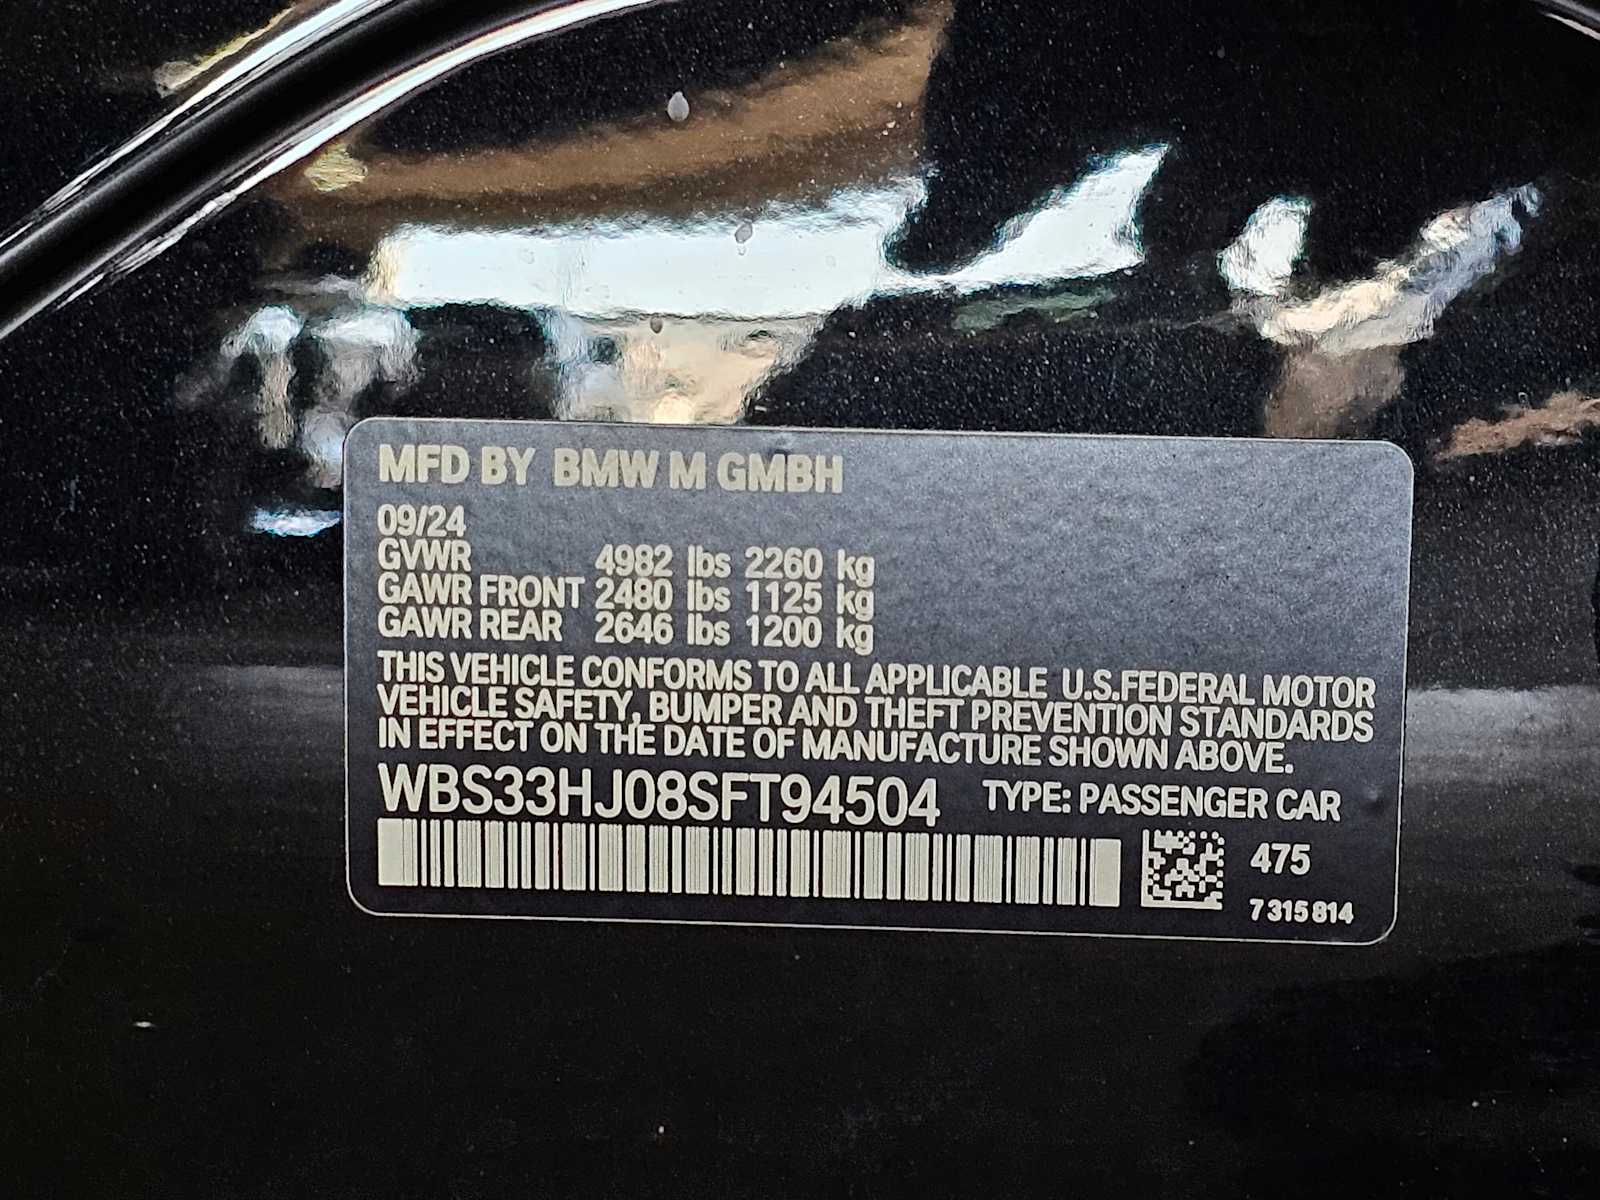 MFD BY BMW M GMBH
09/24
GVWR 4982 lbs 2260 kg
GAWR FRONT 2480 lbs 1125 kg
GAWR REAR 2646 lbs 1200 kg
THIS VEHICLE CONFORMS TO ALL APPLICABLE U.S.FEDERAL MOTOR
VEHICLE SAFETY, BUMPER AND THEFT PREVENTION STANDARDS
IN EFFECT ON THE DATE OF MANUFACTURE SHOWN ABOVE.
WBS33HJ08SFT94504 TYPE: PASSENGER CAR
475
7 315 814